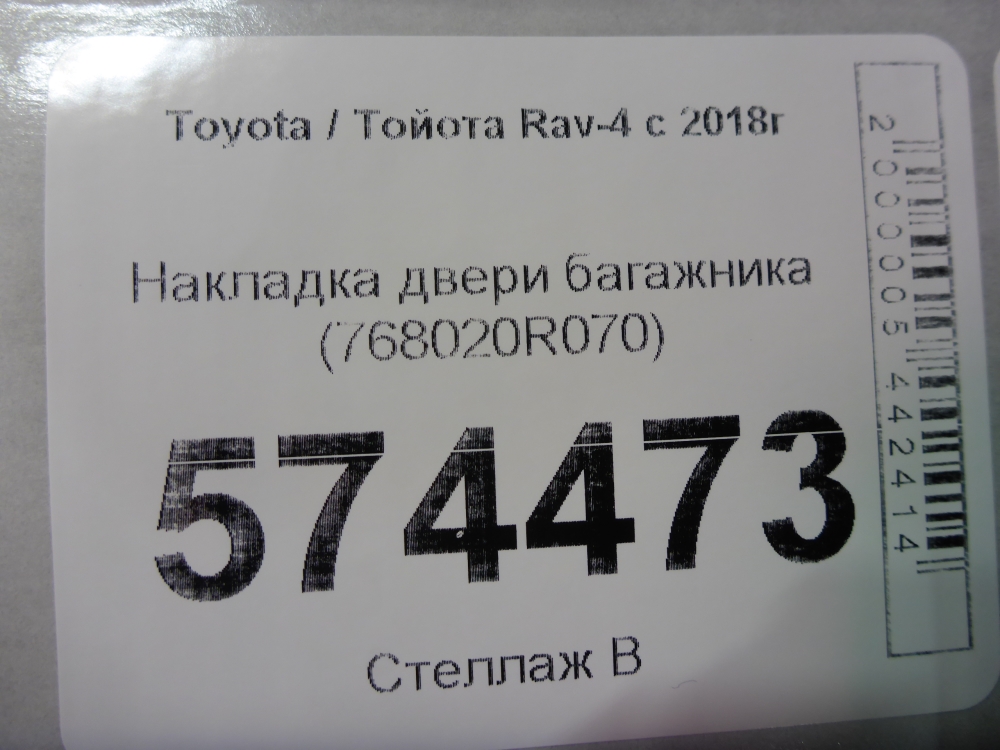 Toyota / Тойота Rav-4 с 2018г
Накладка двери багажника
(768020R070)
574473
Стеллаж В
2000005442414